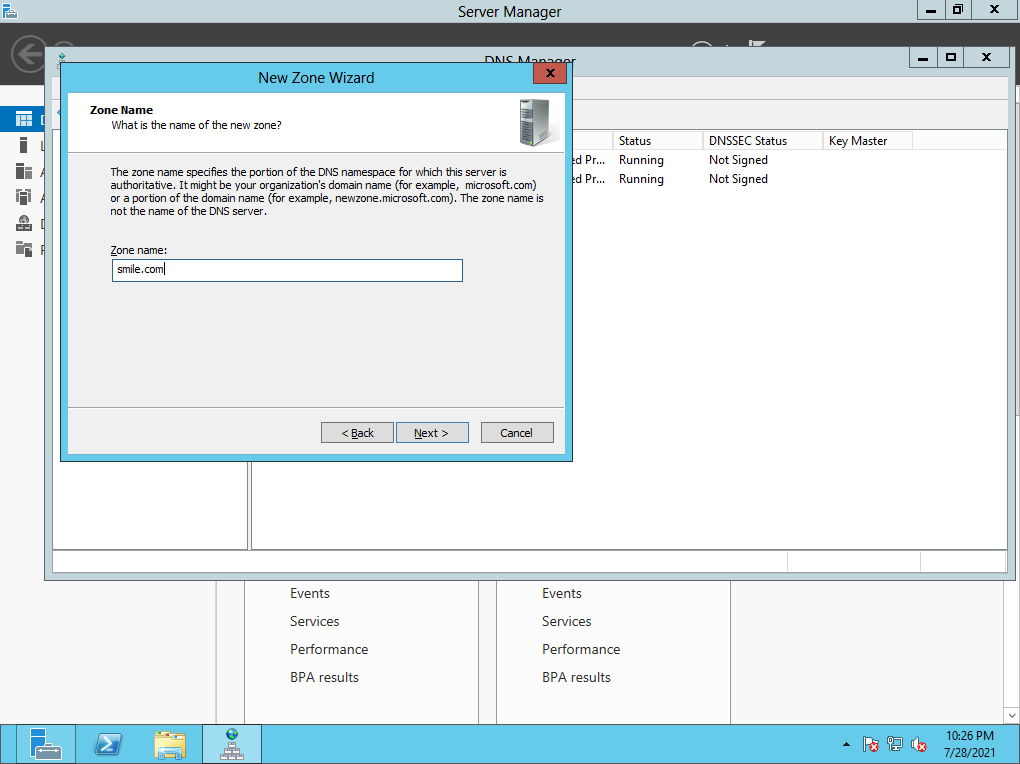 Server Manager
DNS Manager
New Zone Wizard
Zone Name
What is the name of the new zone?
Status
DNSSEC Status
Key Master
ed Pr...
Running
Not Signed
ed Pr...
Running
Not Signed
The zone name specifies the portion of the DNS namespace for which this server is
authoritative. It might be your organization's domain name (for example, microsoft.com)
or a portion of the domain name (for example, newzone.microsoft.com). The zone name is
not the name of the DNS server.
Zone name:
smile.com
< Back
Next >
Cancel
Events
Services
Performance
BPA results
Events
Services
Performance
BPA results
10:26 PM
7/28/2021